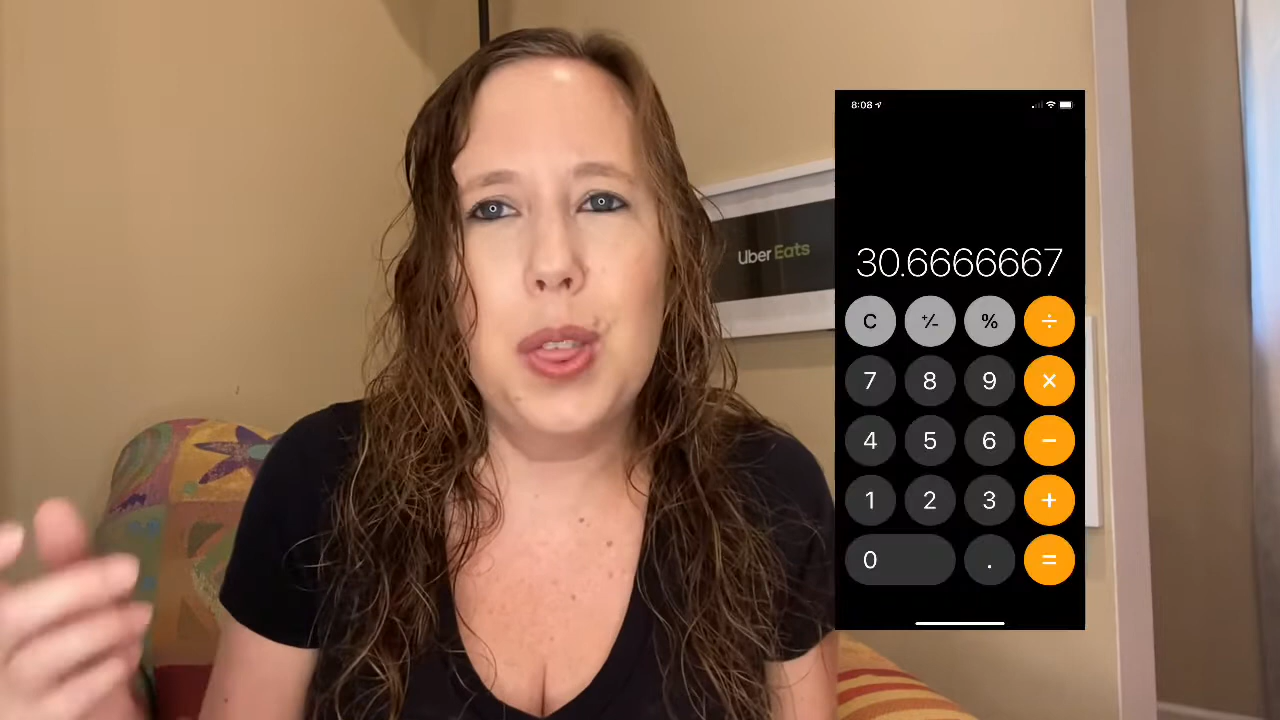 Uber Eats
8:08
30.6666667
C +/- % ÷
7 8 9 ×
4 5 6 −
1 2 3 +
0 . =